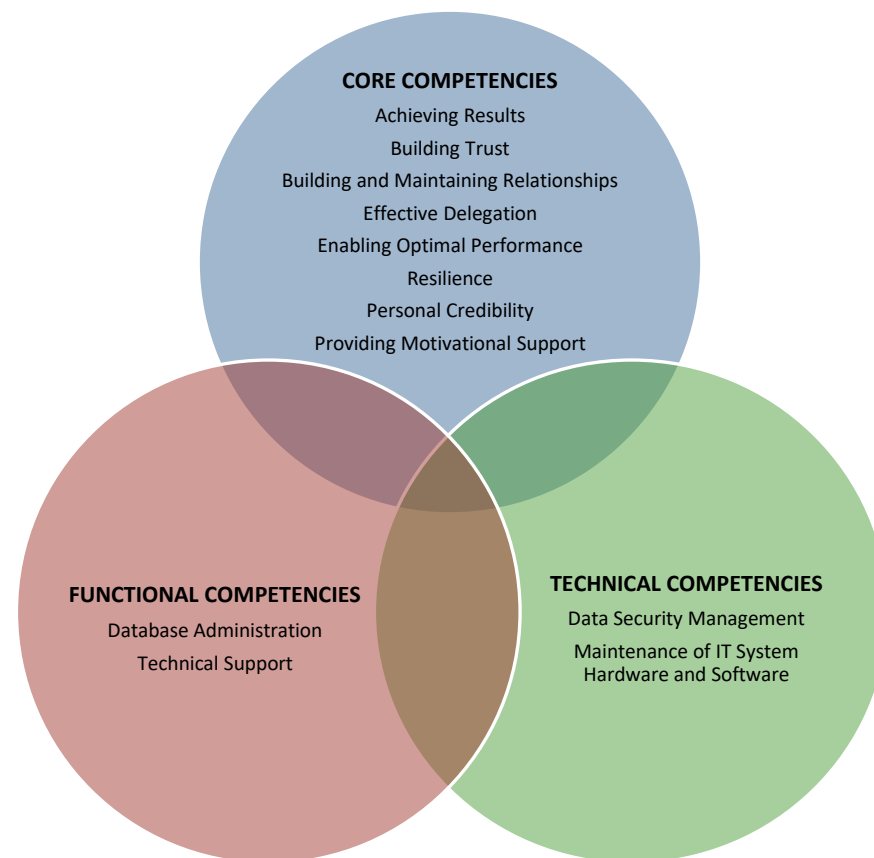 CORE COMPETENCIES
Achieving Results
Building Trust
Building and Maintaining Relationships
Effective Delegation
Enabling Optimal Performance
Resilience
Personal Credibility
Providing Motivational Support
FUNCTIONAL COMPETENCIES
Database Administration
Technical Support
TECHNICAL COMPETENCIES
Data Security Management
Maintenance of IT System
Hardware and Software